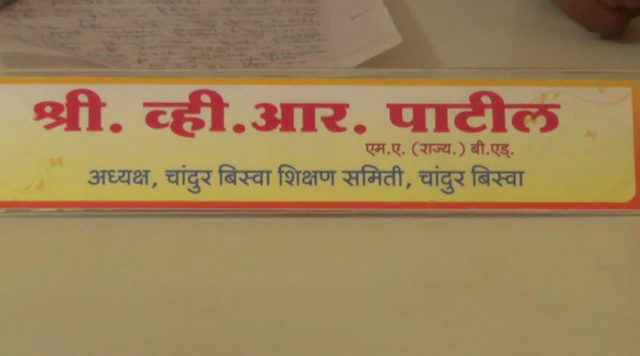 श्री. व्ही.आर. पाटील
एम.ए. (राज्य.) बी.एड्.
अध्यक्ष, चांदुर बिस्वा शिक्षण समिती, चांदुर बिस्वा